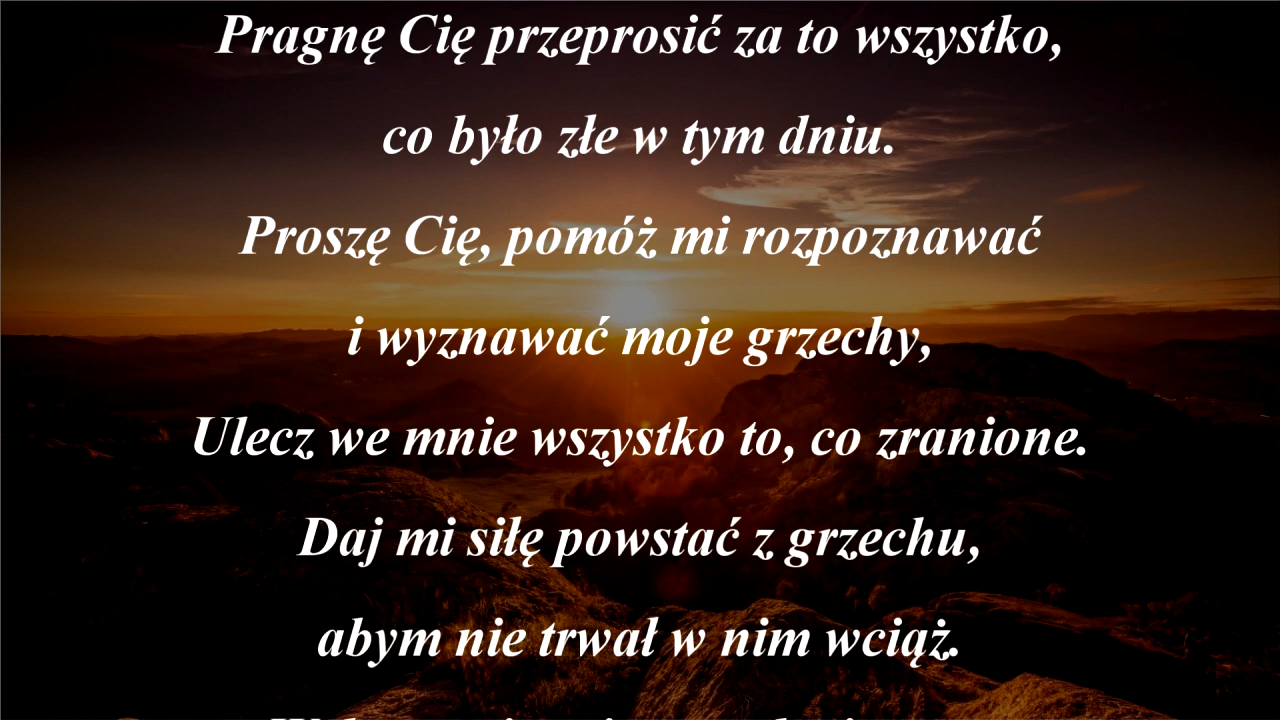 Pragnę Cię przeprosić za to wszystko,
co było złe w tym dniu.
Proszę Cię, pomóż mi rozpoznawać
i wyznawać moje grzechy,
Ulecz we mnie wszystko to, co zranione.
Daj mi siłę powstać z grzechu,
abym nie trwał w nim wciąż.